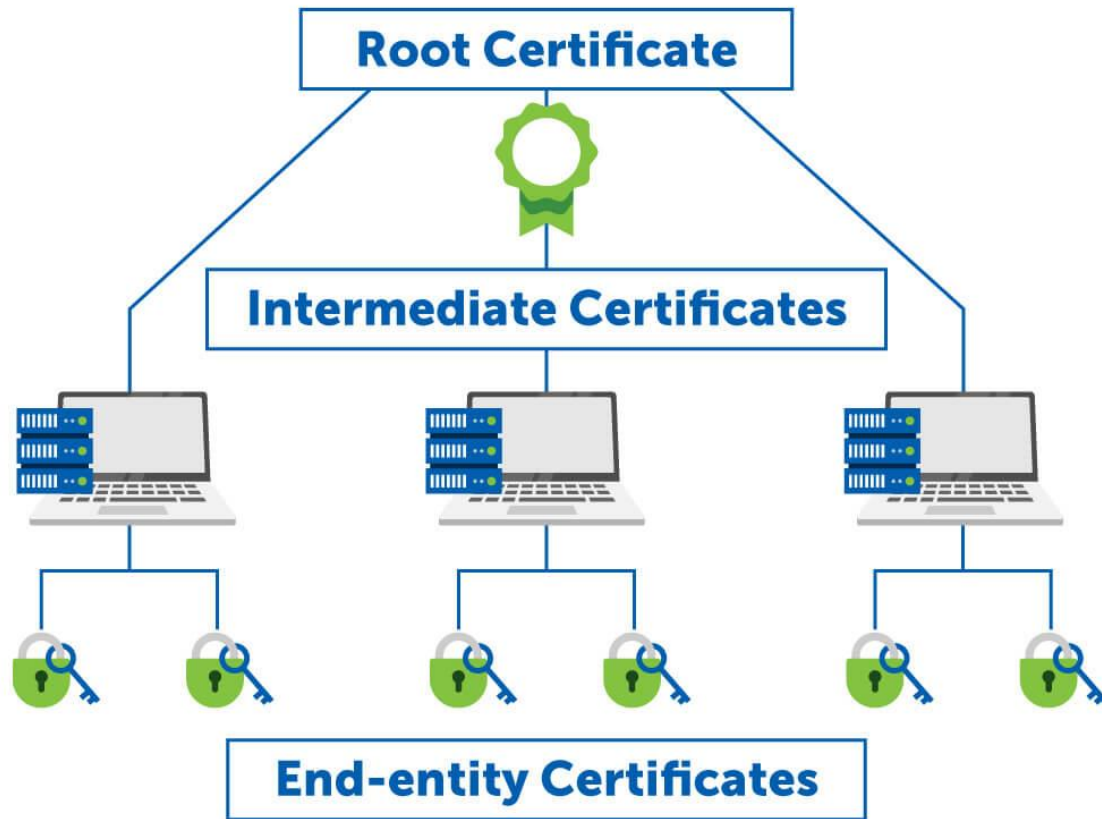 Root Certificate
Intermediate Certificates
End-entity Certificates